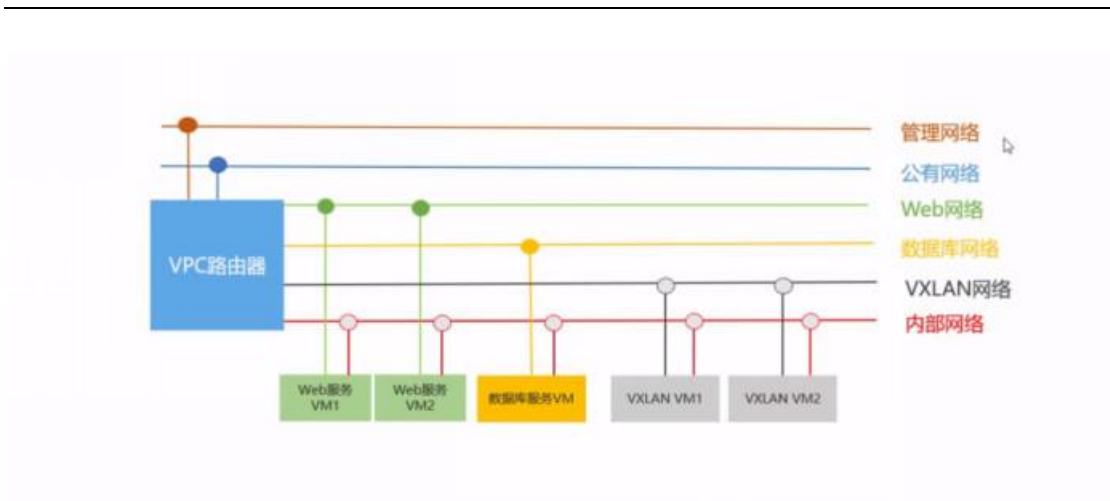 管理网络
公有网络
Web网络
数据库网络
VXLAN网络
内部网络
VPC路由器
Web服务
VM1
Web服务
VM2
数据库服务VM
VXLAN VM1
VXLAN VM2